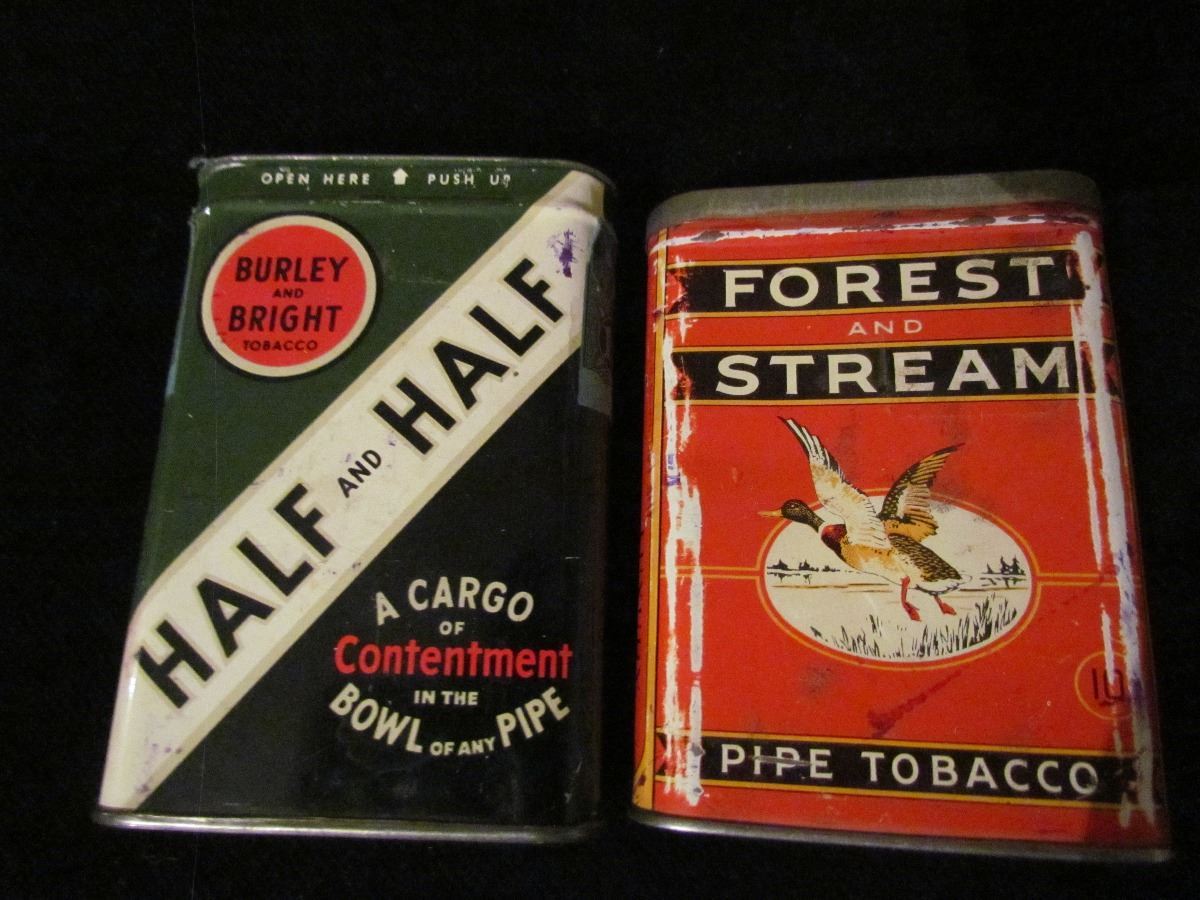 OPEN HERE PUSH UP
BURLEY
AND
BRIGHT
TOBACCO
HALF AND HALF
A CARGO
OF
Contentment
IN THE
BOWL OF ANY PIPE
FOREST
AND
STREAM
10
PIPE TOBACCO